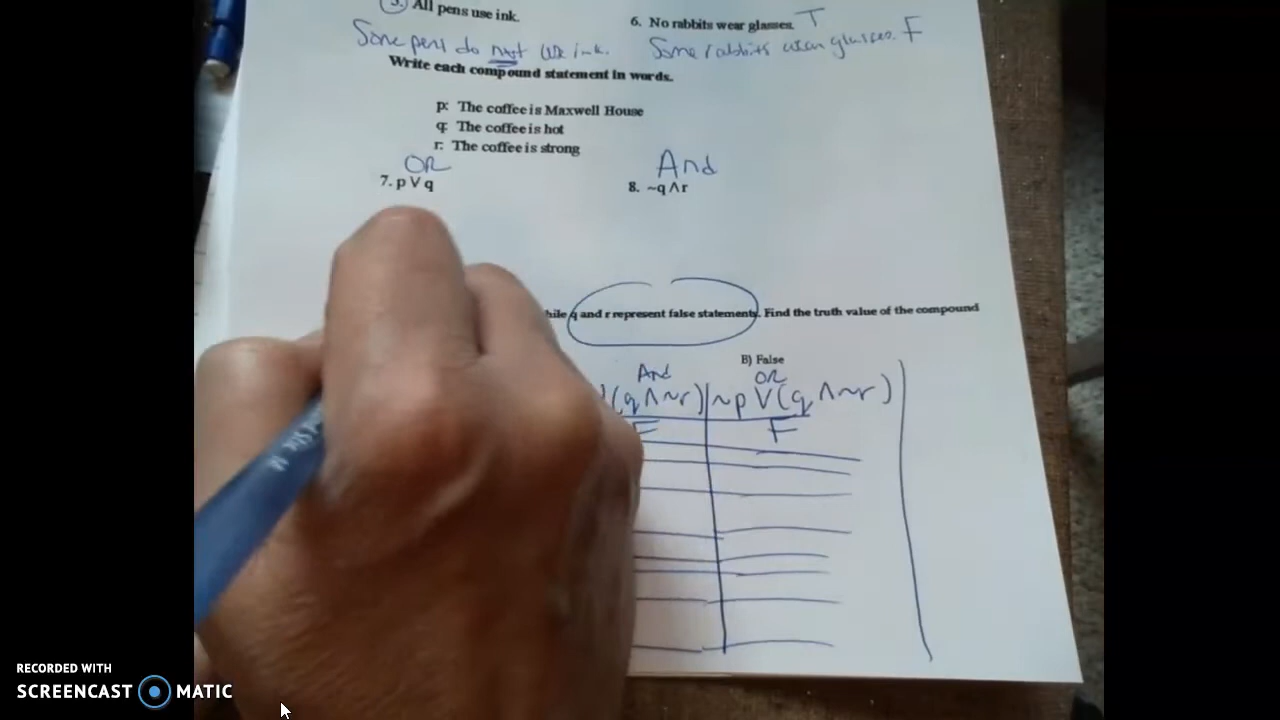 3. All pens use ink.
6. No rabbits wear glasses. T
Some pens do not use ink.
Some rabbits wear glasses. F
Write each compound statement in words.
p: The coffee is Maxwell House
q: The coffee is hot
r: The coffee is strong
OR
7. p V q
And
8. ~q Λ r
q and r represent false statements. Find the truth value of the compound
B) False
And
OR
(q Λ ~r)
~p V (q Λ ~r)
F
F
RECORDED WITH
SCREENCAST MATIC